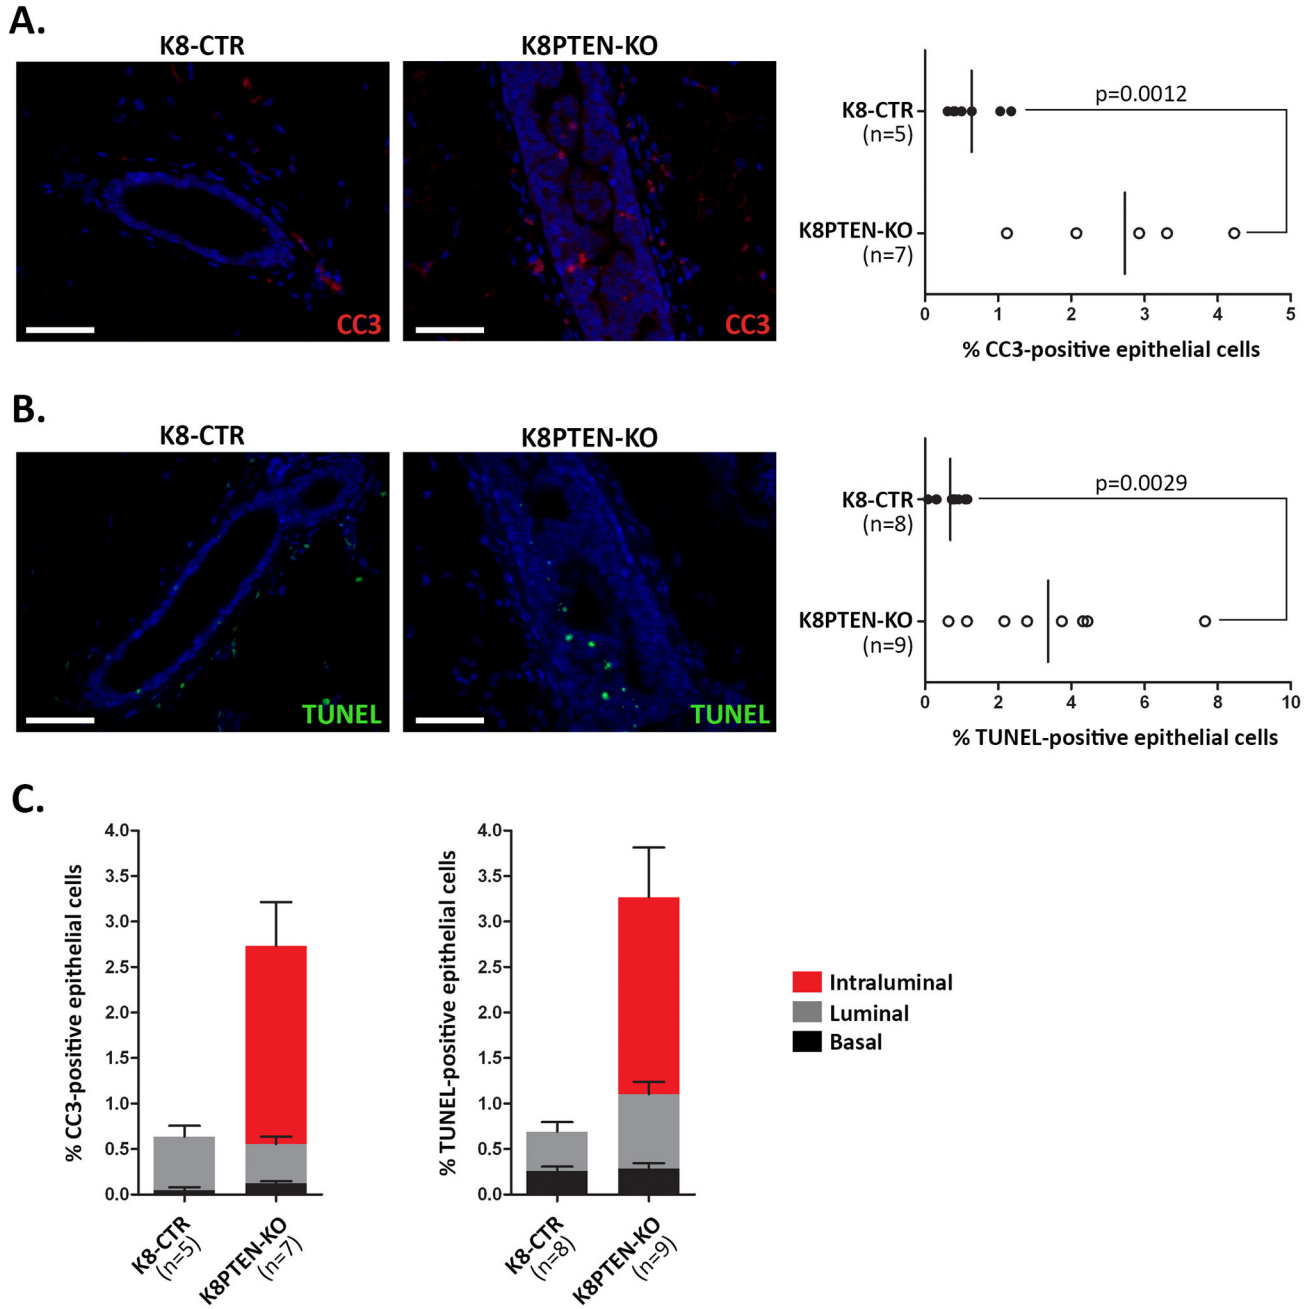 A.
K8-CTR
K8PTEN-KO
CC3
CC3
K8-CTR
(n=5)
p=0.0012
K8PTEN-KO
(n=7)
0 1 2 3 4 5
% CC3-positive epithelial cells
B.
K8-CTR
K8PTEN-KO
TUNEL
TUNEL
K8-CTR
(n=8)
p=0.0029
K8PTEN-KO
(n=9)
0 2 4 6 8 10
% TUNEL-positive epithelial cells
C.
% CC3-positive epithelial cells
4.0
3.5
3.0
2.5
2.0
1.5
1.0
0.5
0.0
K8-CTR
(n=5)
K8PTEN-KO
(n=7)
% TUNEL-positive epithelial cells
4.0
3.5
3.0
2.5
2.0
1.5
1.0
0.5
0.0
K8-CTR
(n=8)
K8PTEN-KO
(n=9)
Intraluminal
Luminal
Basal